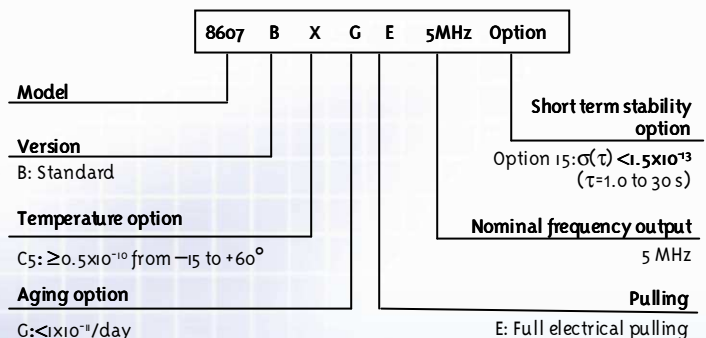 8607 B X G E 5MHz Option
Model
Version
B: Standard
Temperature option
C5: ≥0.5x10⁻¹⁰ from –15 to +60°
Aging option
G:<1x10⁻¹¹/day
Short term stability
option
Option 15:σ(τ) <1.5x10⁻¹³
(τ=1.0 to 30 s)
Nominal frequency output
5 MHz
Pulling
E: Full electrical pulling